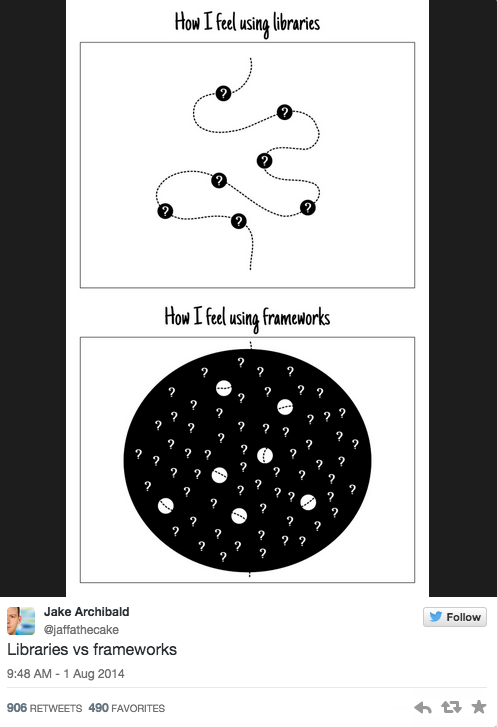 How I feel using libraries
?
?
?
?
?
?
?
How I feel using frameworks
? ? ? ? ? ? ? ? ? ? ? ? ? ? ? ? ? ? ? ? ? ? ? ? ? ? ? ? ? ? ? ? ? ? ? ? ? ? ? ? ? ? ? ? ? ? ? ? ? ? ? ? ? ? ? ? ? ?
Jake Archibald
@jaffathecake
Follow
Libraries vs frameworks
9:48 AM - 1 Aug 2014
906 RETWEETS 490 FAVORITES